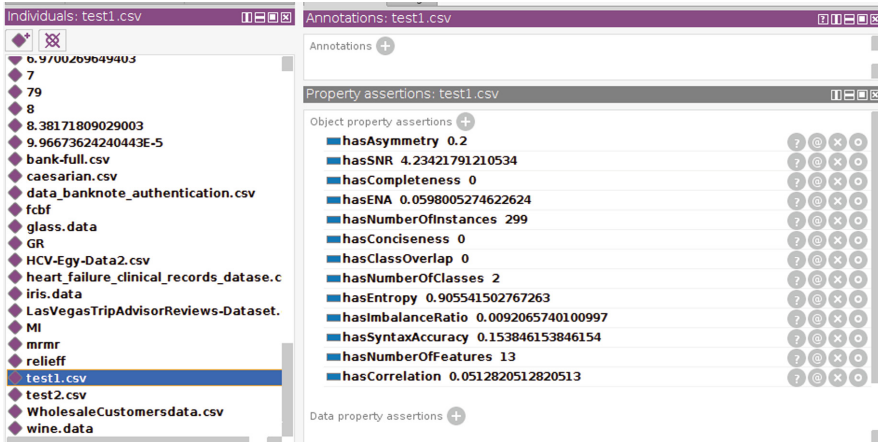 Individuals: test1.csv
6.9700269649403
7
79
8
8.38171809029003
9.96673624240443E-5
bank-full.csv
caesarian.csv
data_banknote_authentication.csv
fcbf
glass.data
GR
HCV-Egy-Data2.csv
heart_failure_clinical_records_datase.c
iris.data
LasVegasTripAdvisorReviews-Dataset.
MI
mrmr
relieff
test1.csv
test2.csv
WholesaleCustomersdata.csv
wine.data
Annotations: test1.csv
Annotations
Property assertions: test1.csv
Object property assertions
hasAsymmetry 0.2
hasSNR 4.23421791210534
hasCompleteness 0
hasENA 0.0598005274622624
hasNumberOfInstances 299
hasConciseness 0
hasClassOverlap 0
hasNumberOfClasses 2
hasEntropy 0.905541502767263
hasImbalanceRatio 0.0092065740100997
hasSyntaxAccuracy 0.153846153846154
hasNumberOfFeatures 13
hasCorrelation 0.0512820512820513
Data property assertions